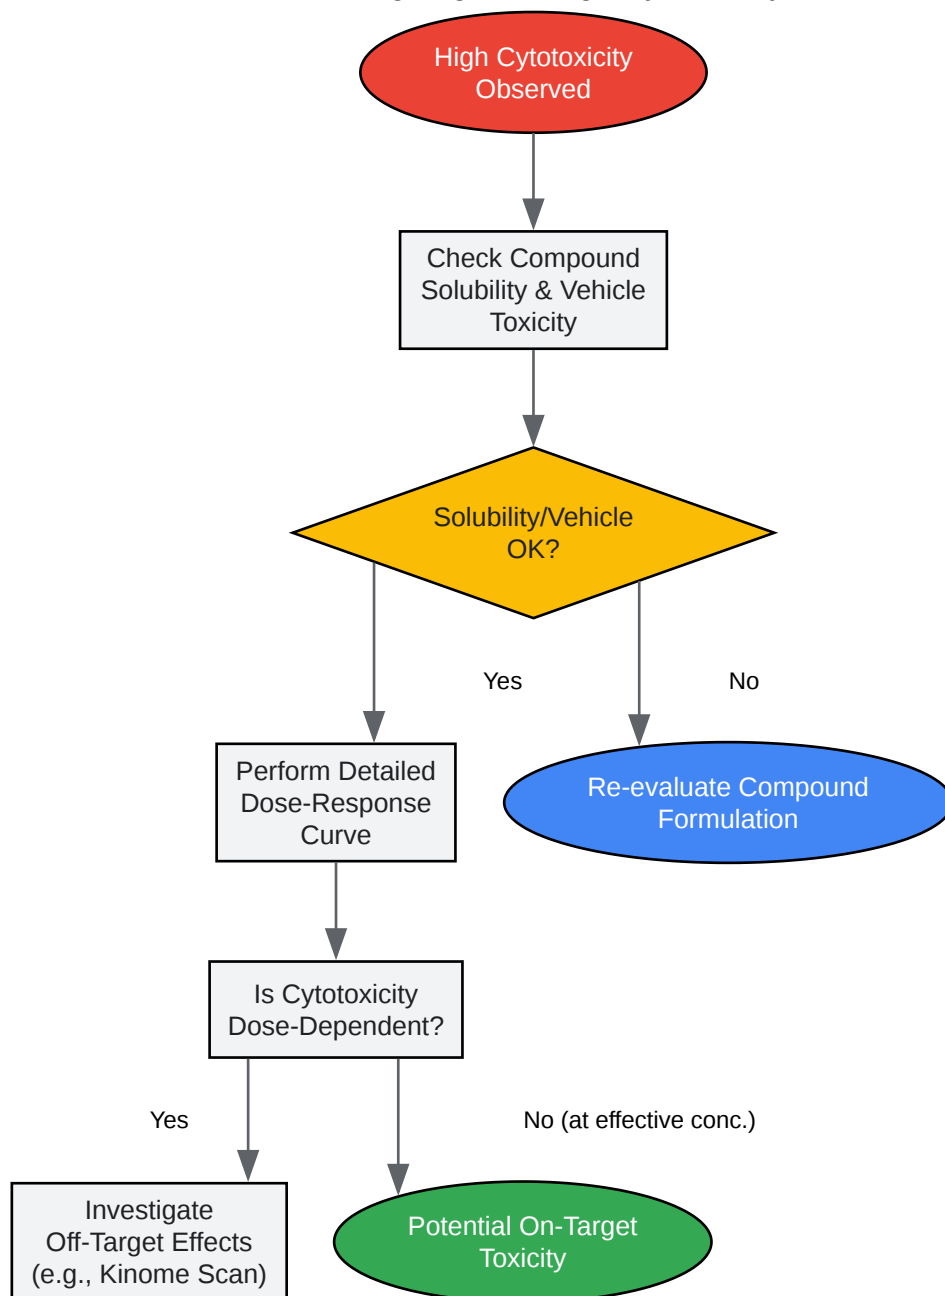 High Cytotoxicity
Observed
Check Compound
Solubility & Vehicle
Toxicity
Solubility/Vehicle
OK?
Yes
No
Perform Detailed
Dose-Response
Curve
Re-evaluate Compound
Formulation
Is Cytotoxicity
Dose-Dependent?
Yes
No (at effective conc.)
Investigate
Off-Target Effects
(e.g., Kinome Scan)
Potential On-Target
Toxicity